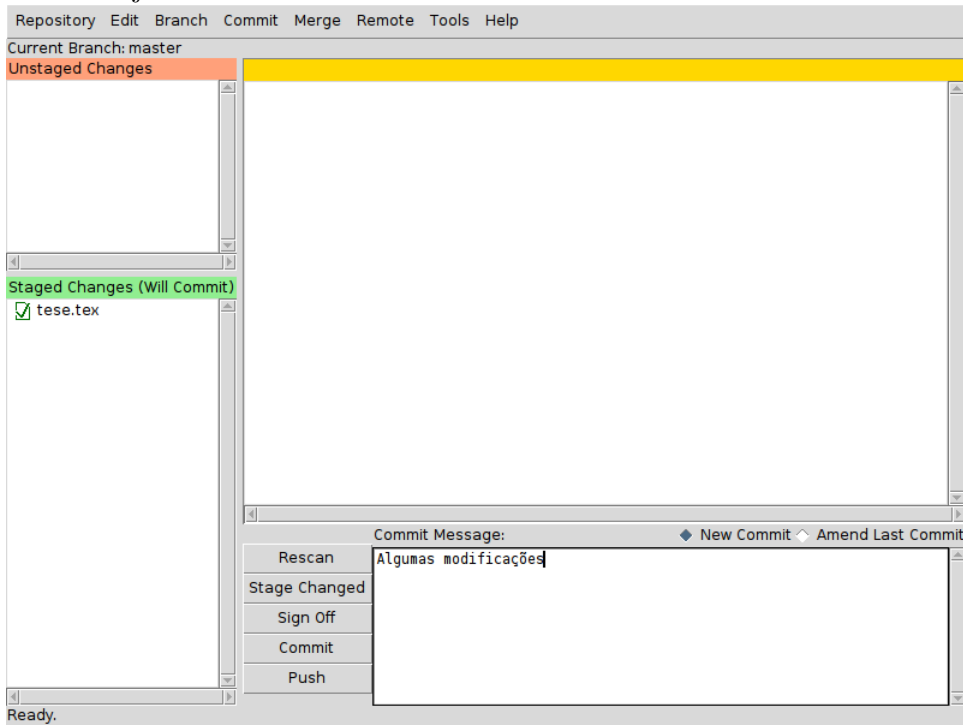 Repository Edit Branch Commit Merge Remote Tools Help
Current Branch: master
Unstaged Changes
Staged Changes (Will Commit)
tese.tex
Commit Message:
New Commit
Amend Last Commit
Rescan
Algumas modificações
Stage Changed
Sign Off
Commit
Push
Ready.